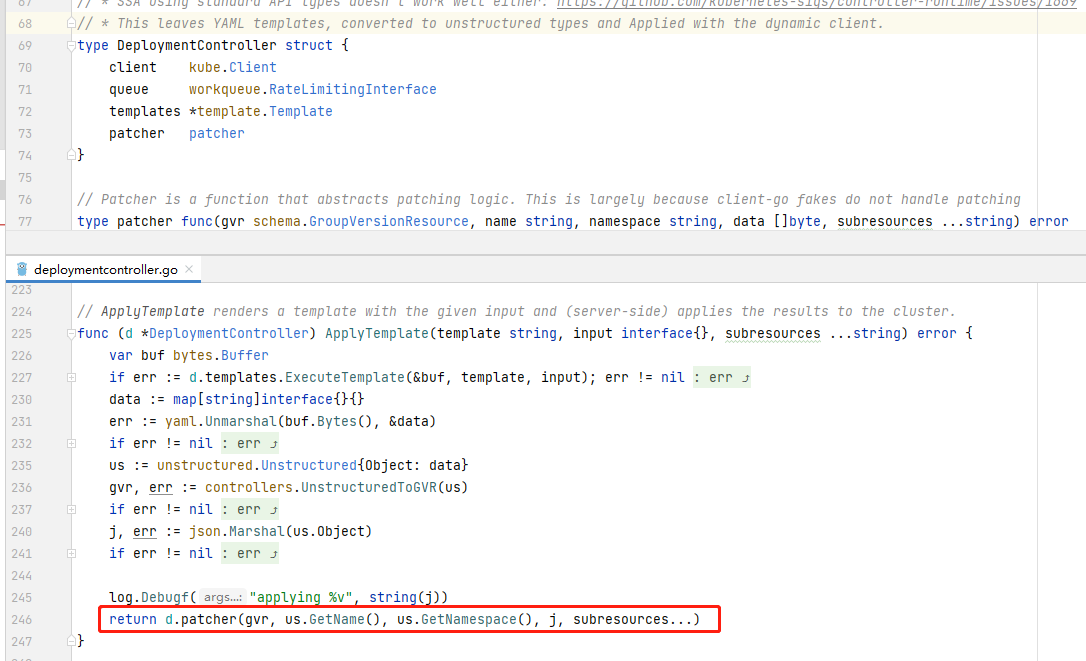 67 // * SSA using standard API types doesn't work well either: https://github.com/kubernetes-sigs/controller-runtime/issues/1669
68 // * This leaves YAML templates, converted to unstructured types and Applied with the dynamic client.
69 type DeploymentController struct {
70 client kube.Client
71 queue workqueue.RateLimitingInterface
72 templates *template.Template
73 patcher patcher
74 }
75
76 // Patcher is a function that abstracts patching logic. This is largely because client-go fakes do not handle patching
77 type patcher func(gvr schema.GroupVersionResource, name string, namespace string, data []byte, subresources ...string) error
deploymentcontroller.go
223
224 // ApplyTemplate renders a template with the given input and (server-side) applies the results to the cluster.
225 func (d *DeploymentController) ApplyTemplate(template string, input interface{}, subresources ...string) error {
226 var buf bytes.Buffer
227 if err := d.templates.ExecuteTemplate(&buf, template, input); err != nil : err ⤴
230 data := map[string]interface{}{}
231 err := yaml.Unmarshal(buf.Bytes(), &data)
232 if err != nil : err ⤴
235 us := unstructured.Unstructured{Object: data}
236 gvr, err := controllers.UnstructuredToGVR(us)
237 if err != nil : err ⤴
240 j, err := json.Marshal(us.Object)
241 if err != nil : err ⤴
244
245 log.Debugf( args...: "applying %v", string(j))
246 return d.patcher(gvr, us.GetName(), us.GetNamespace(), j, subresources...)
247 }